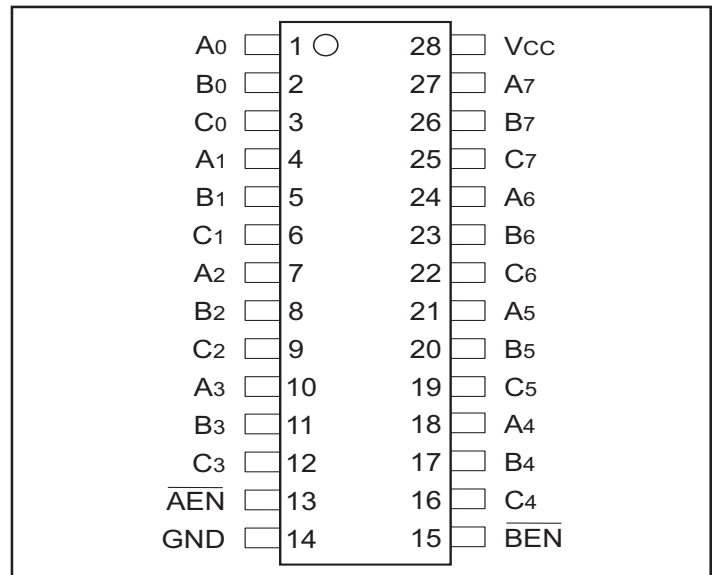 A0 1 28 VCC
B0 2 27 A7
C0 3 26 B7
A1 4 25 C7
B1 5 24 A6
C1 6 23 B6
A2 7 22 C6
B2 8 21 A5
C2 9 20 B5
A3 10 19 C5
B3 11 18 A4
C3 12 17 B4
A̅E̅N̅ 13 16 C4
GND 14 15 B̅E̅N̅